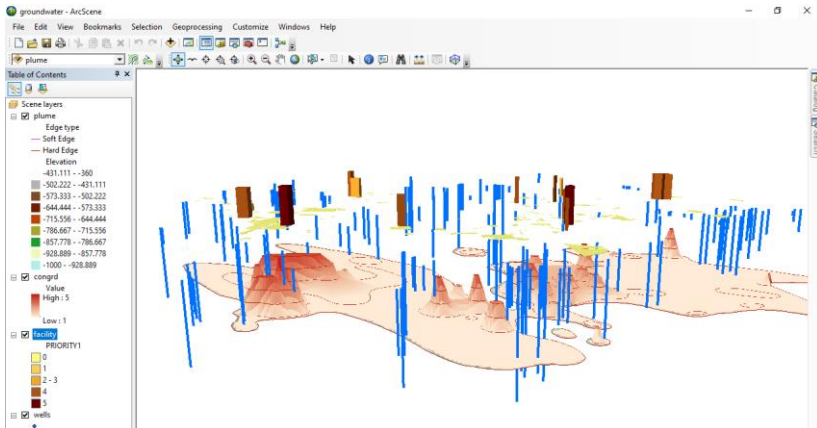 groundwater - ArcScene
File Edit View Bookmarks Selection Geoprocessing Customize Windows Help
plume
Table of Contents
Scene layers
plume
Edge type
Soft Edge
Hard Edge
Elevation
-431.111 - -360
-502.222 - -431.111
-573.333 - -502.222
-644.444 - -573.333
-715.556 - -644.444
-786.667 - -715.556
-857.778 - -786.667
-928.889 - -857.778
-1000 - -928.889
congrd
Value
High : 5
Low : 1
facility
PRIORITY1
0
1
2 - 3
4
5
wells